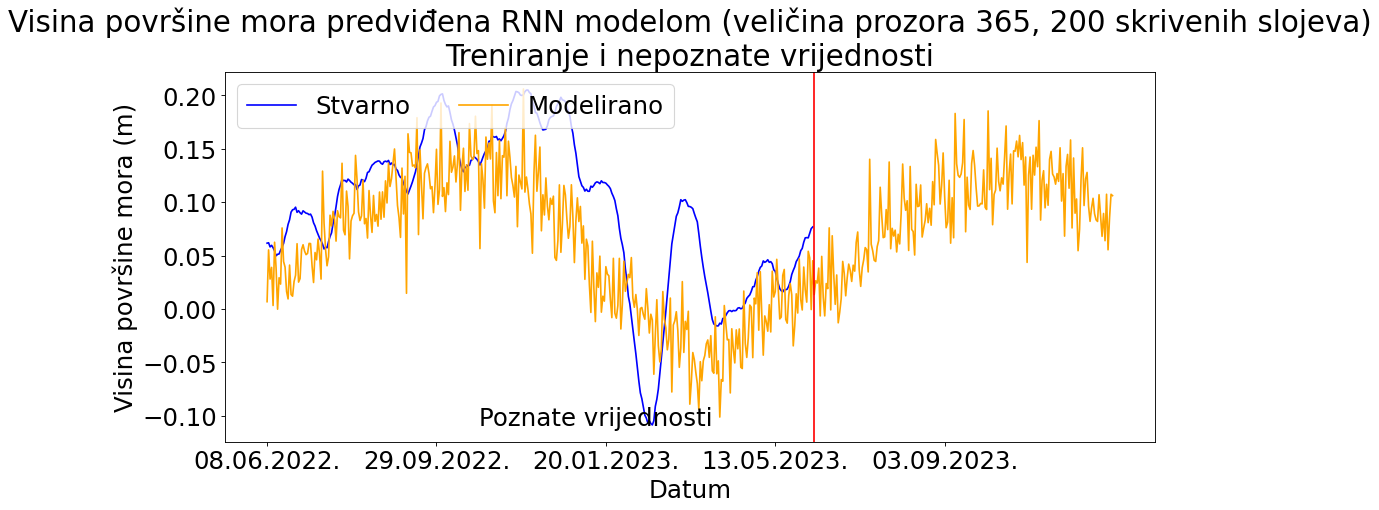 Visina površine mora predviđena RNN modelom (veličina prozora 365, 200 skrivenih slojeva)
Treniranje i nepoznate vrijednosti
Stvarno Modelirano
Visina površine mora (m)
0.20
0.15
0.10
0.05
0.00
−0.05
−0.10
Poznate vrijednosti
08.06.2022. 29.09.2022. 20.01.2023. 13.05.2023. 03.09.2023.
Datum